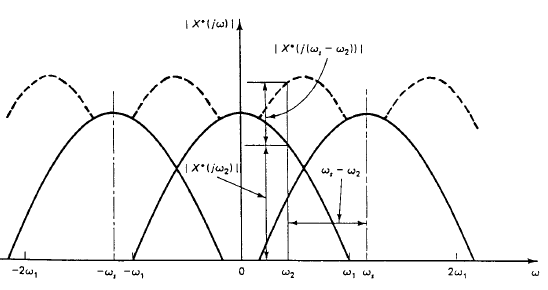 | X*(jω) |
| X*(j(ωs − ω2)) |
| X*(jω2) |
ωs − ω2
−2ω1 −ωs −ω1 0 ω2 ω1 ωs 2ω1 ω